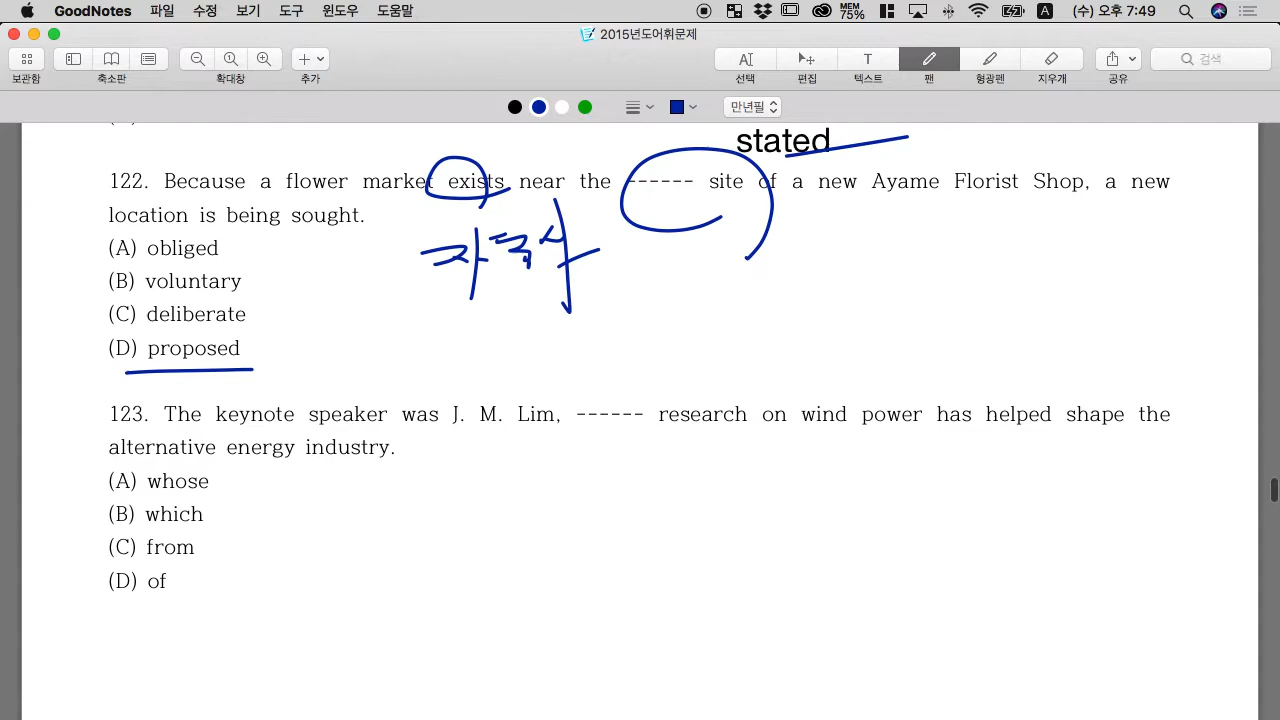 GoodNotes 파일 수정 보기 도구 윈도우 도움말 MEM 75% A (수) 오후 7:49
2015년도어휘문제
보관함 축소판 확대창 추가 선택 편집 텍스트 펜 형광펜 지우개 공유 검색
만년필
stated
122. Because a flower market exists near the ------ site of a new Ayame Florist Shop, a new
location is being sought.
(A) obliged
(B) voluntary
(C) deliberate
(D) proposed
123. The keynote speaker was J. M. Lim, ------ research on wind power has helped shape the
alternative energy industry.
(A) whose
(B) which
(C) from
(D) of